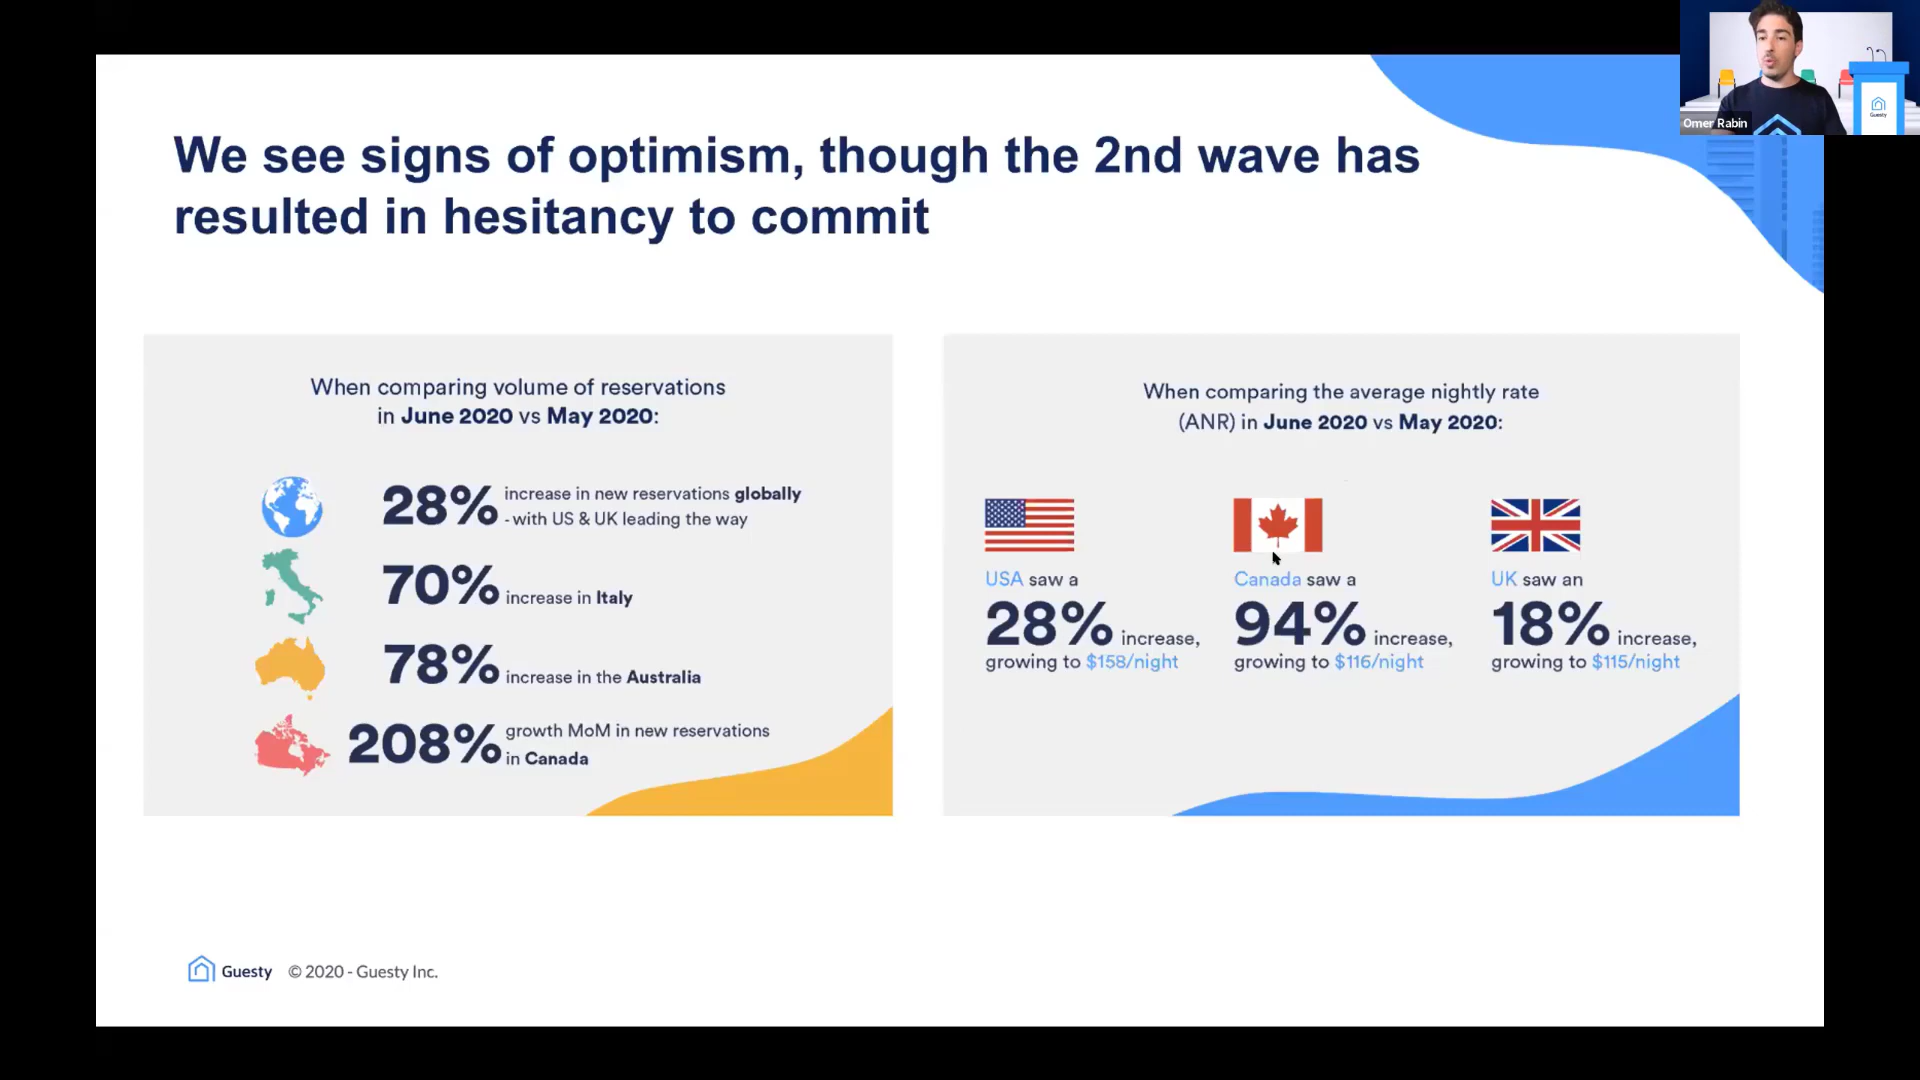 We see signs of optimism, though the 2nd wave has
resulted in hesitancy to commit
When comparing volume of reservations
in June 2020 vs May 2020:
28% increase in new reservations globally
- with US & UK leading the way
70% increase in Italy
78% increase in the Australia
208% growth MoM in new reservations
in Canada
When comparing the average nightly rate
(ANR) in June 2020 vs May 2020:
USA saw a
28% increase,
growing to $158/night
Canada saw a
94% increase,
growing to $116/night
UK saw an
18% increase,
growing to $115/night
Guesty © 2020 - Guesty Inc.
Omer Rabin
Guesty